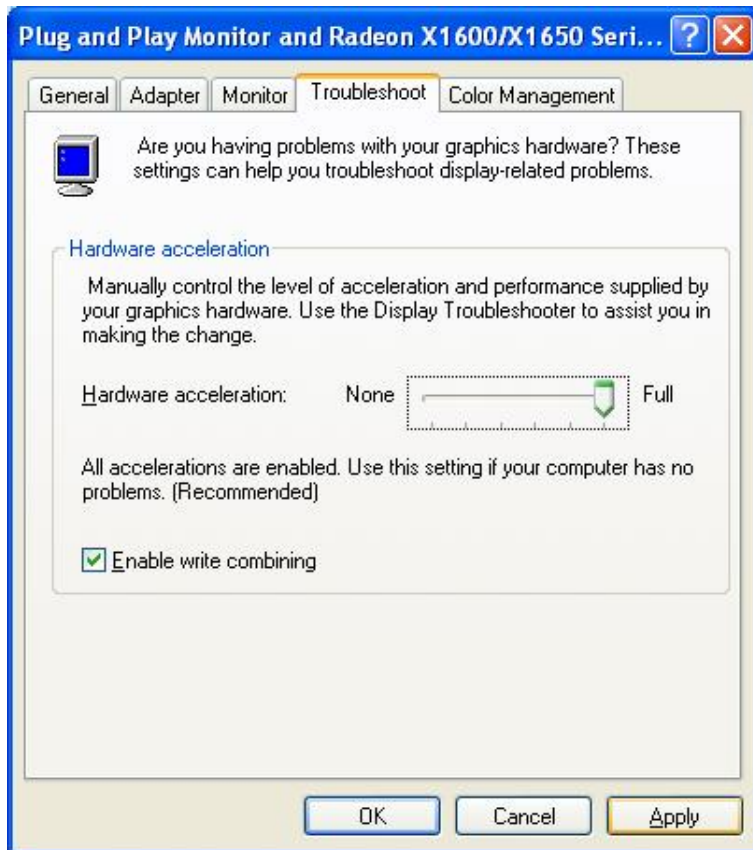 Plug and Play Monitor and Radeon X1600/X1650 Seri...
General Adapter Monitor Troubleshoot Color Management
Are you having problems with your graphics hardware? These
settings can help you troubleshoot display-related problems.
Hardware acceleration
Manually control the level of acceleration and performance supplied by
your graphics hardware. Use the Display Troubleshooter to assist you in
making the change.
Hardware acceleration: None Full
All accelerations are enabled. Use this setting if your computer has no
problems. (Recommended)
Enable write combining
OK Cancel Apply